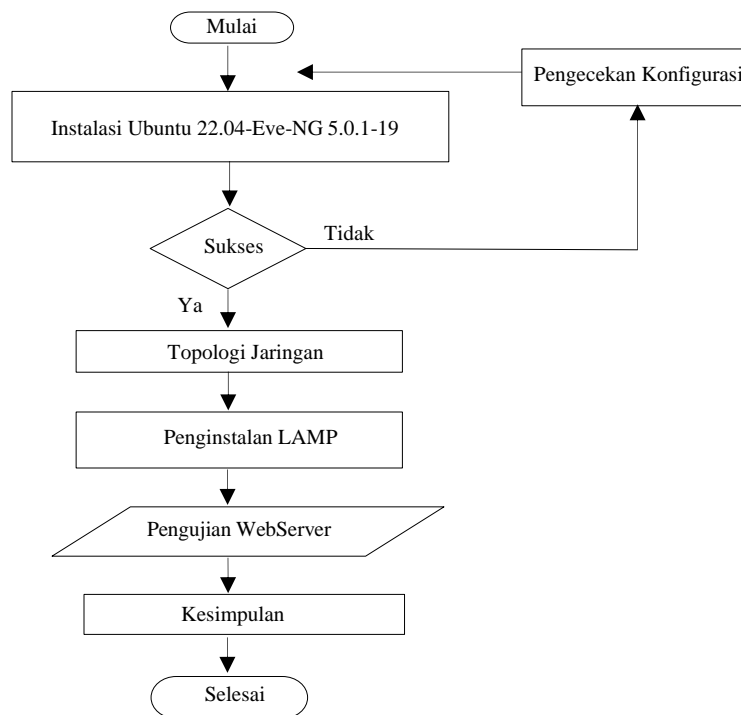 Mulai
Pengecekan Konfigurasi
Instalasi Ubuntu 22.04-Eve-NG 5.0.1-19
Sukses
Tidak
Ya
Topologi Jaringan
Penginstalan LAMP
Pengujian WebServer
Kesimpulan
Selesai